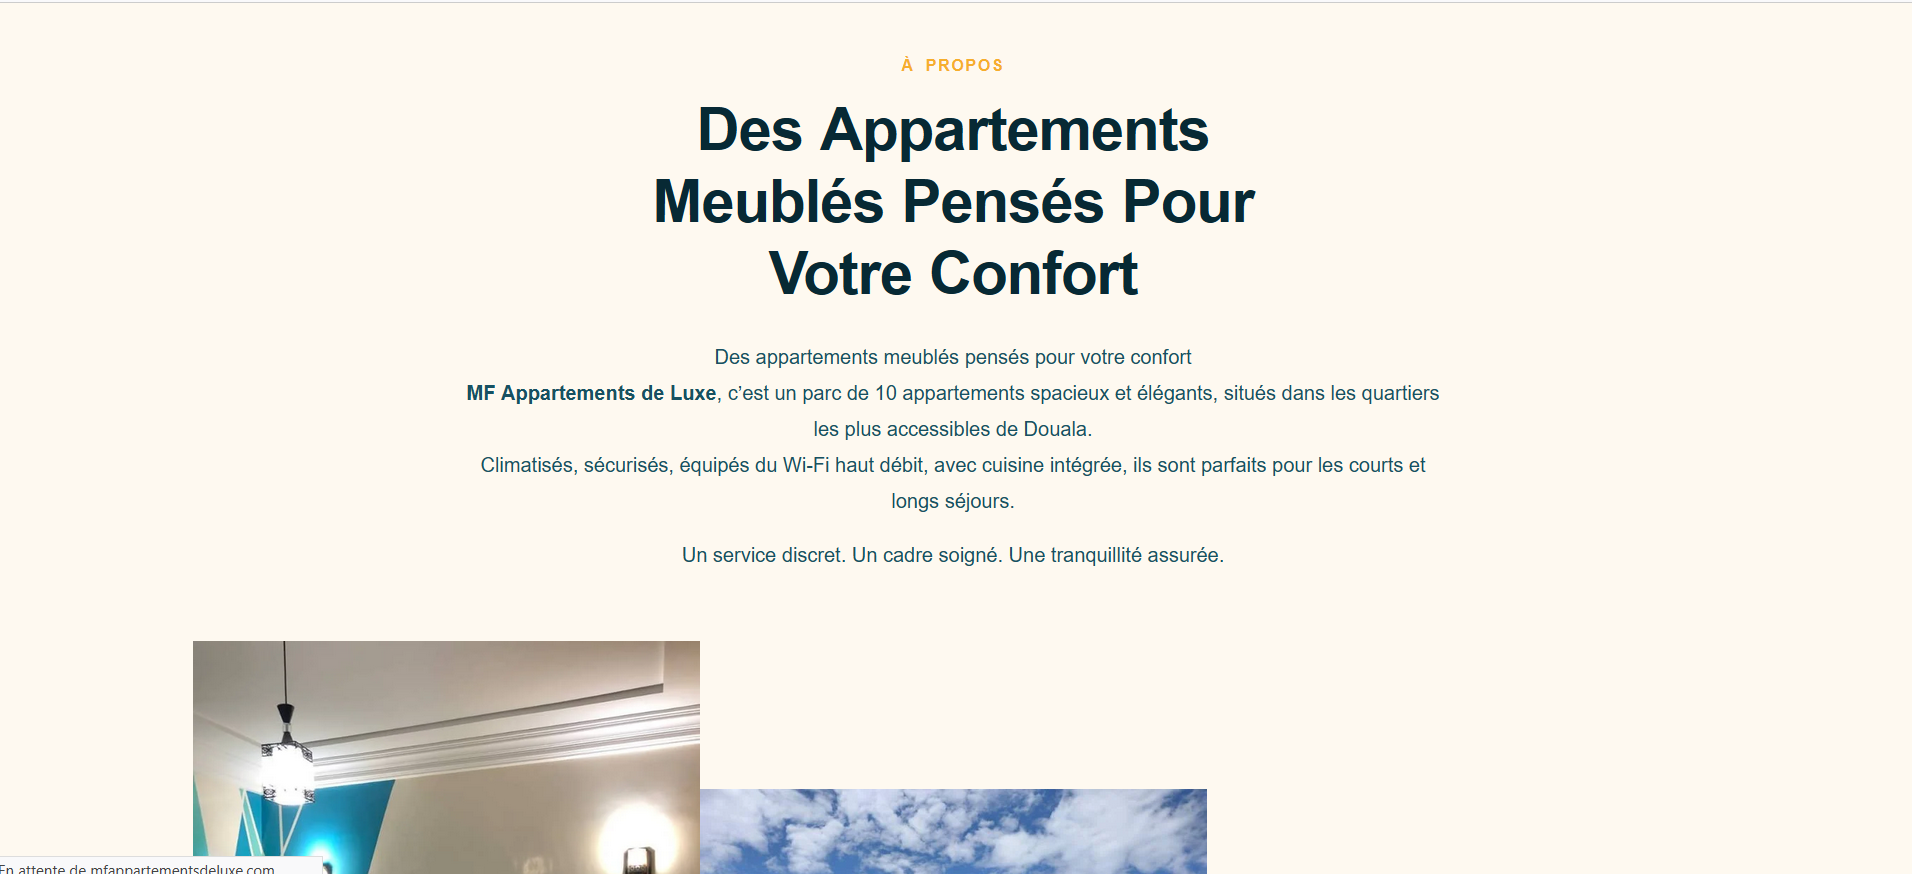 À PROPOS
Des Appartements
Meublés Pensés Pour
Votre Confort
Des appartements meublés pensés pour votre confort
MF Appartements de Luxe, c’est un parc de 10 appartements spacieux et élégants, situés dans les quartiers
les plus accessibles de Douala.
Climatisés, sécurisés, équipés du Wi-Fi haut débit, avec cuisine intégrée, ils sont parfaits pour les courts et
longs séjours.
Un service discret. Un cadre soigné. Une tranquillité assurée.
En attente de mfappartementsdeluxe.com